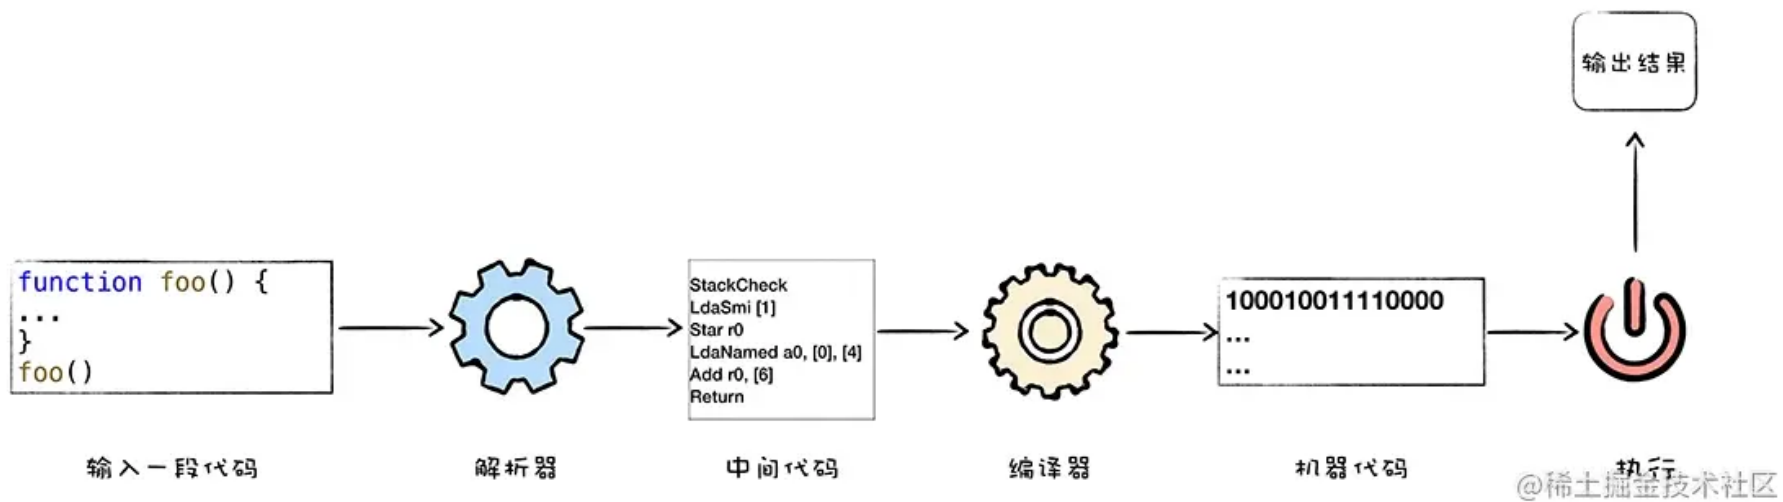 输出结果
function foo() {
...
}
foo()
StackCheck
LdaSmi [1]
Star r0
LdaNamed a0, [0], [4]
Add r0, [6]
Return
100010011110000
...
...
输入一段代码
解析器
中间代码
编译器
机器代码
执行
@稀土掘金技术社区